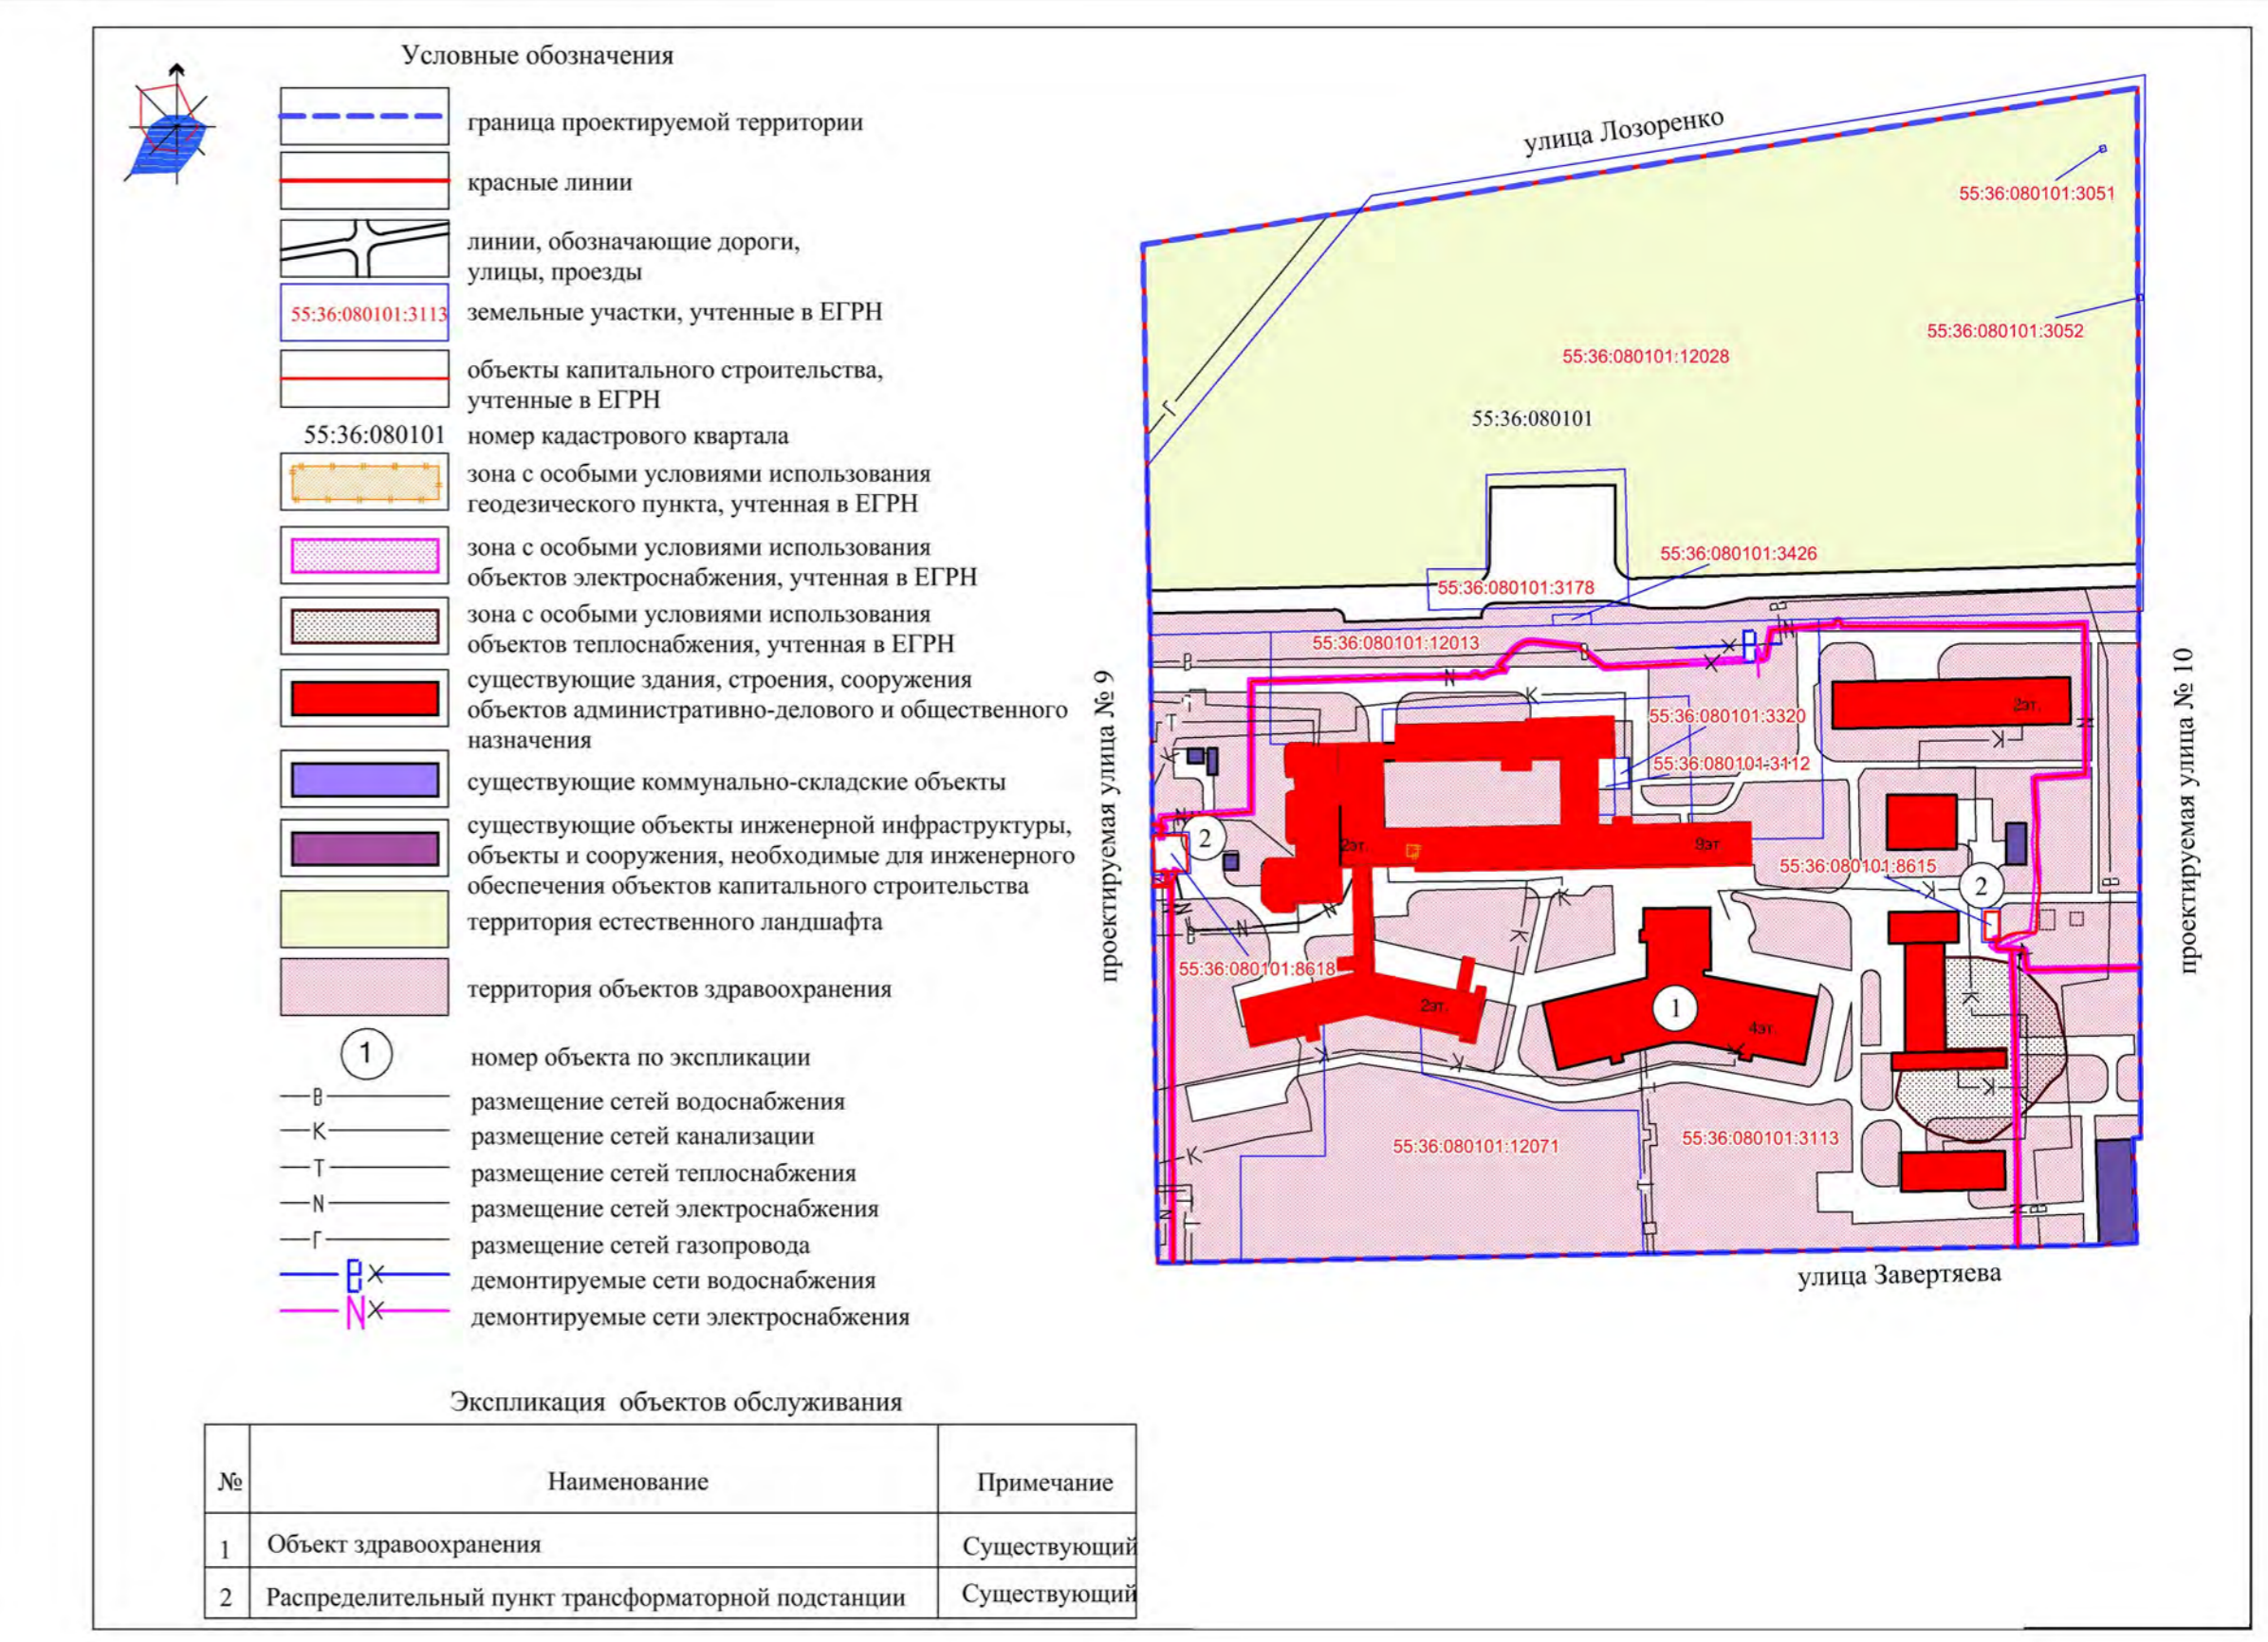 Условные обозначения
граница проектируемой территории
красные линии
линии, обозначающие дороги,
улицы, проезды
55:36:080101:3113
земельные участки, учтенные в ЕГРН
объекты капитального строительства,
учтенные в ЕГРН
55:36:080101
номер кадастрового квартала
зона с особыми условиями использования
геодезического пункта, учтенная в ЕГРН
зона с особыми условиями использования
объектов электроснабжения, учтенная в ЕГРН
зона с особыми условиями использования
объектов теплоснабжения, учтенная в ЕГРН
существующие здания, строения, сооружения
объектов административно-делового и общественного
назначения
существующие коммунально-складские объекты
существующие объекты инженерной инфраструктуры,
объекты и сооружения, необходимые для инженерного
обеспечения объектов капитального строительства
территория естественного ландшафта
территория объектов здравоохранения
1
номер объекта по экспликации
В
размещение сетей водоснабжения
К
размещение сетей канализации
Т
размещение сетей теплоснабжения
N
размещение сетей электроснабжения
Г
размещение сетей газопровода
В
демонтируемые сети водоснабжения
N
демонтируемые сети электроснабжения
Экспликация объектов обслуживания
№ Наименование Примечание
1 Объект здравоохранения Существующий
2 Распределительный пункт трансформаторной подстанции Существующий
улица Лозоренко
55:36:080101:3051
55:36:080101:3052
55:36:080101:12028
55:36:080101
Г
55:36:080101:3426
55:36:080101:3178
55:36:080101:12013
В
В
В
В
N
N
К
Т
2эт.
55:36:080101:3320
55:36:080101:3112
К
N
проектируемая улица № 9
проектируемая улица № 10
2
2эт.
9эт
55:36:080101:8615
2
К
В
К
N
В
N
К
55:36:080101:8618
2эт.
1
4эт.
К
К
К
К
К
55:36:080101:12071
55:36:080101:3113
К
N
В
N
улица Завертяева